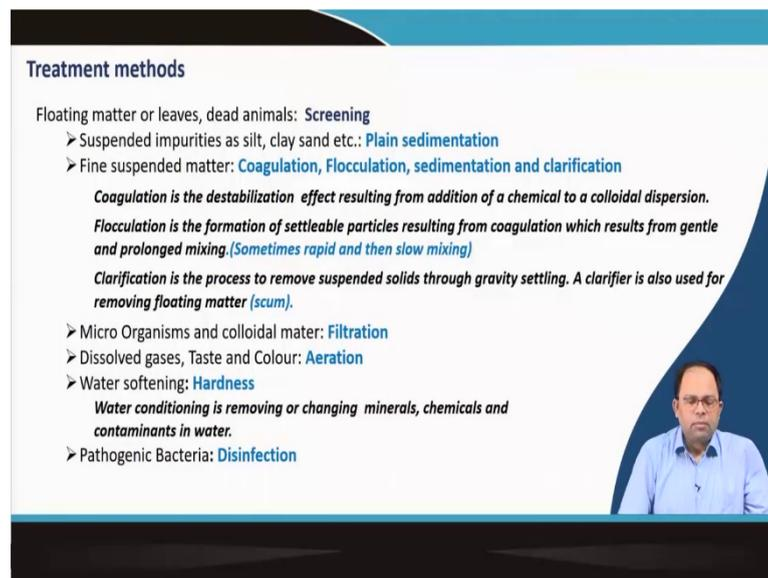 Treatment methods
Floating matter or leaves, dead animals: Screening
➢Suspended impurities as silt, clay sand etc.: Plain sedimentation
➢Fine suspended matter: Coagulation, Flocculation, sedimentation and clarification
Coagulation is the destabilization effect resulting from addition of a chemical to a colloidal dispersion.
Flocculation is the formation of settleable particles resulting from coagulation which results from gentle
and prolonged mixing.(Sometimes rapid and then slow mixing)
Clarification is the process to remove suspended solids through gravity settling. A clarifier is also used for
removing floating matter (scum).
➢Micro Organisms and colloidal mater: Filtration
➢Dissolved gases, Taste and Colour: Aeration
➢Water softening: Hardness
Water conditioning is removing or changing minerals, chemicals and
contaminants in water.
➢Pathogenic Bacteria: Disinfection